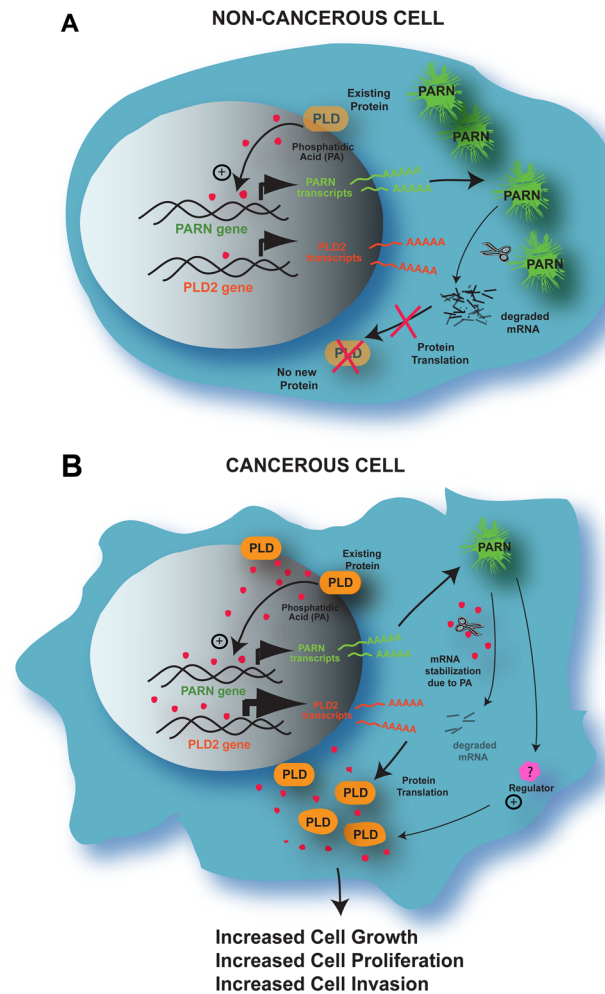 A
NON-CANCEROUS CELL
PARN
Existing
Protein
PLD
PARN
Phosphatidic
Acid (PA)
+
PARN
transcripts
AAAAA
AAAAA
PARN
PARN gene
PLD2
transcripts
AAAAA
AAAAA
PARN
PLD2 gene
degraded
mRNA
Protein
Translation
PLD
No new
Protein
B
CANCEROUS CELL
PLD
Existing
Protein
PLD
PARN
Phosphatidic
Acid (PA)
+
PARN
transcripts
AAAAA
AAAAA
mRNA
stabilization
due to PA
PARN gene
PLD2
transcripts
AAAAA
AAAAA
PLD2 gene
degraded
mRNA
PLD
PLD
Protein
Translation
?
Regulator
+
PLD
PLD
Increased Cell Growth
Increased Cell Proliferation
Increased Cell Invasion